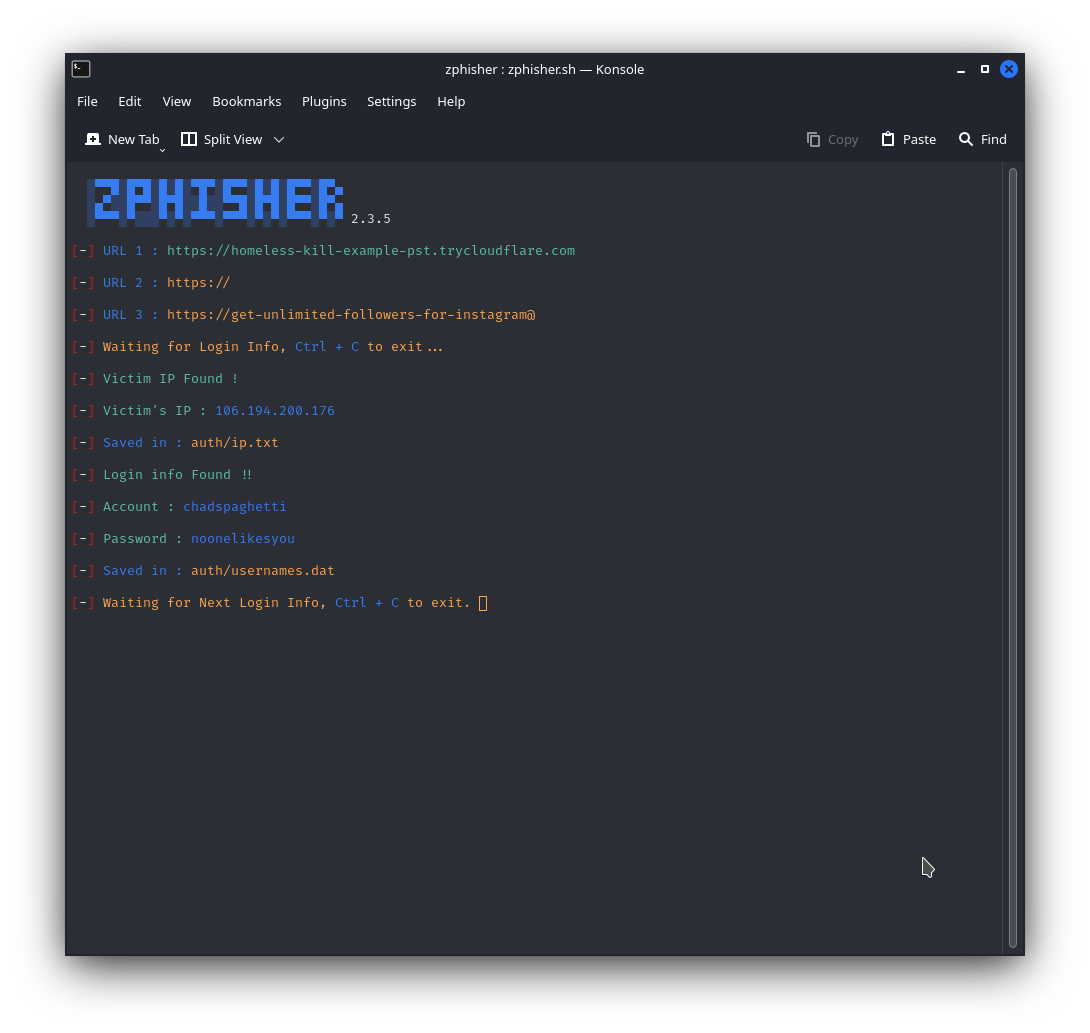 zphisher : zphisher.sh — Konsole
File Edit View Bookmarks Plugins Settings Help
New Tab Split View Copy Paste Find
ZPHISHER 2.3.5
[-] URL 1 : https://homeless-kill-example-pst.trycloudflare.com
[-] URL 2 : https://
[-] URL 3 : https://get-unlimited-followers-for-instagram@
[-] Waiting for Login Info, Ctrl + C to exit...
[-] Victim IP Found !
[-] Victim's IP : 106.194.200.176
[-] Saved in : auth/ip.txt
[-] Login info Found !!
[-] Account : chadspaghetti
[-] Password : noonelikesyou
[-] Saved in : auth/usernames.dat
[-] Waiting for Next Login Info, Ctrl + C to exit.